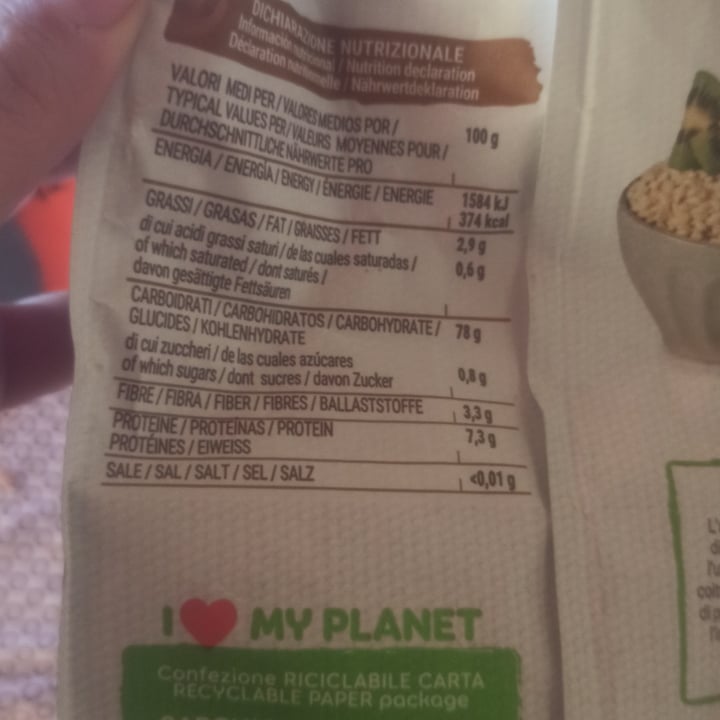 DICHIARAZIONE NUTRIZIONALE
Información nutricional / Nutrition declaration
Déclaration nutritionnelle / Nährwertdeklaration
VALORI MEDI PER / VALORES MEDIOS POR /
TYPICAL VALUES PER / VALEURS MOYENNES POUR /
DURCHSCHNITTLICHE NÄHRWERTE PRO
100 g
ENERGIA / ENERGÍA / ENERGY / ÉNERGIE / ENERGIE
1584 kJ
374 kcal
GRASSI / GRASAS / FAT / GRAISSES / FETT
2,9 g
di cui acidi grassi saturi / de las cuales saturadas /
of which saturated / dont saturés /
davon gesättigte Fettsäuren
0,6 g
CARBOIDRATI / CARBOHIDRATOS / CARBOHYDRATE /
GLUCIDES / KOHLENHYDRATE
78 g
di cui zuccheri / de las cuales azúcares
of which sugars / dont sucres / davon Zucker
0,8 g
FIBRE / FIBRA / FIBER / FIBRES / BALLASTSTOFFE
3,3 g
PROTEINE / PROTEÍNAS / PROTEIN
PROTÉINES / EIWEISS
7,3 g
SALE / SAL / SALT / SEL / SALZ
<0,01 g
I MY PLANET
Confezione RICICLABILE CARTA
RECYCLABLE PAPER package